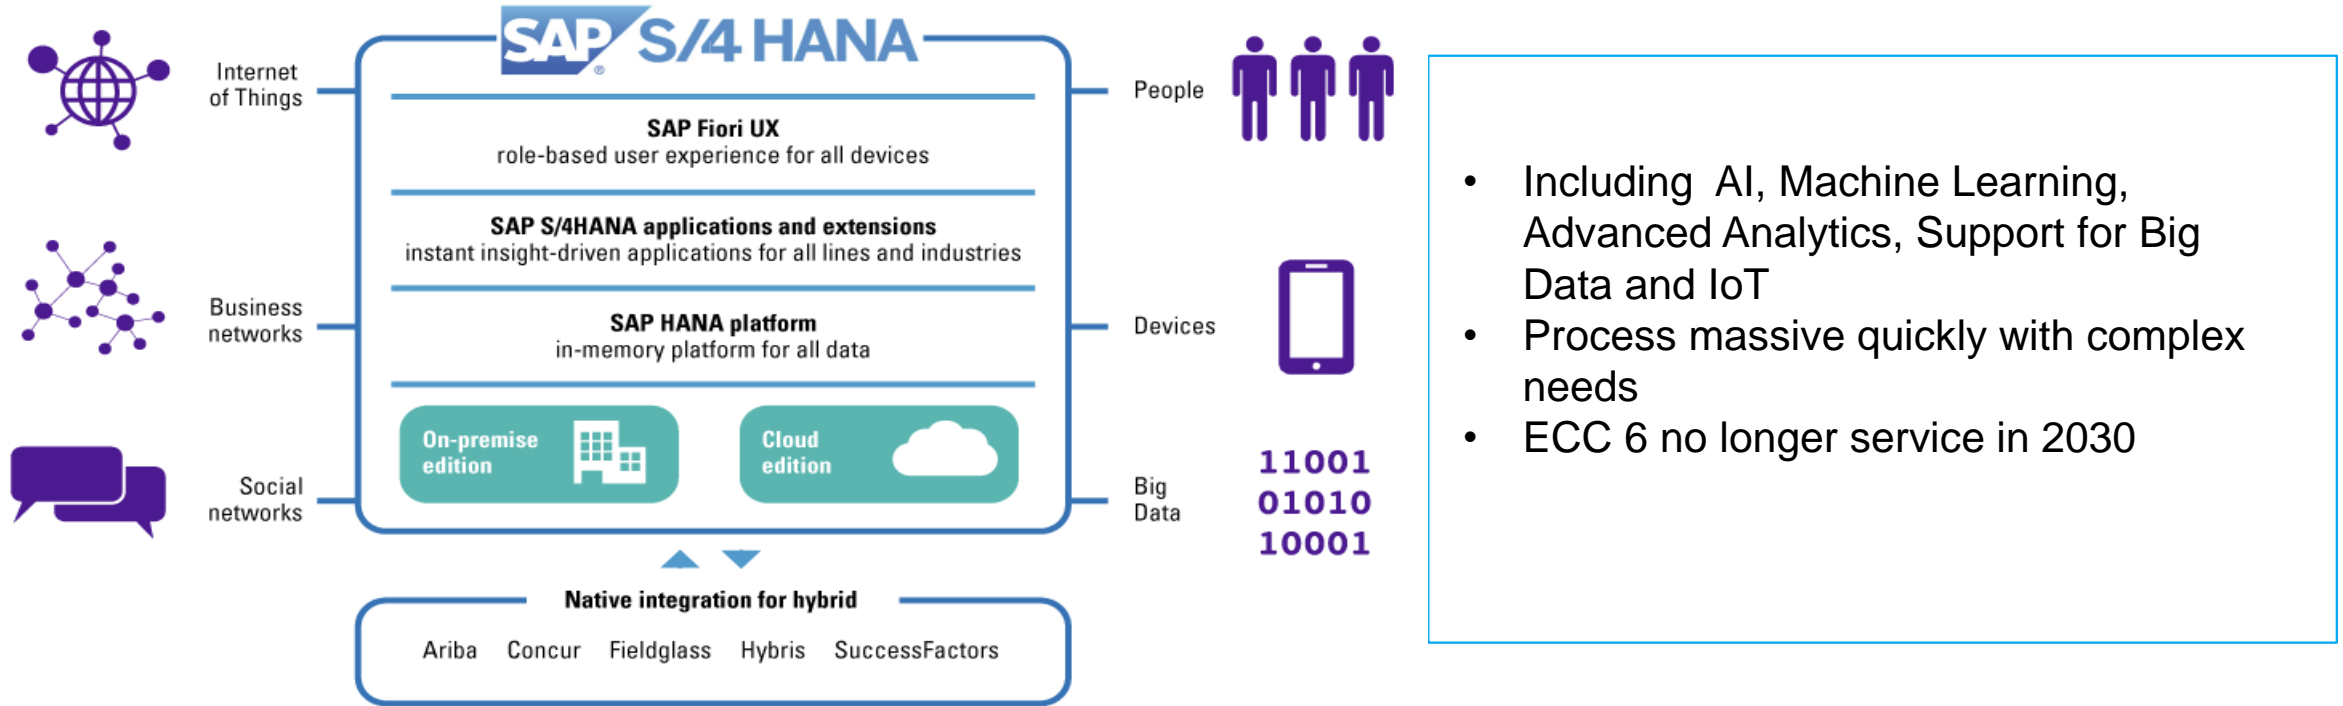 SAP S/4 HANA
®
Internet
of Things
Business
networks
Social
networks
SAP Fiori UX
role-based user experience for all devices
SAP S/4HANA applications and extensions
instant insight-driven applications for all lines and industries
SAP HANA platform
in-memory platform for all data
On-premise
edition
Cloud
edition
People
Devices
Big
Data
11001
01010
10001
Native integration for hybrid
Ariba Concur Fieldglass Hybris SuccessFactors
• Including AI, Machine Learning,
Advanced Analytics, Support for Big
Data and IoT
• Process massive quickly with complex
needs
• ECC 6 no longer service in 2030